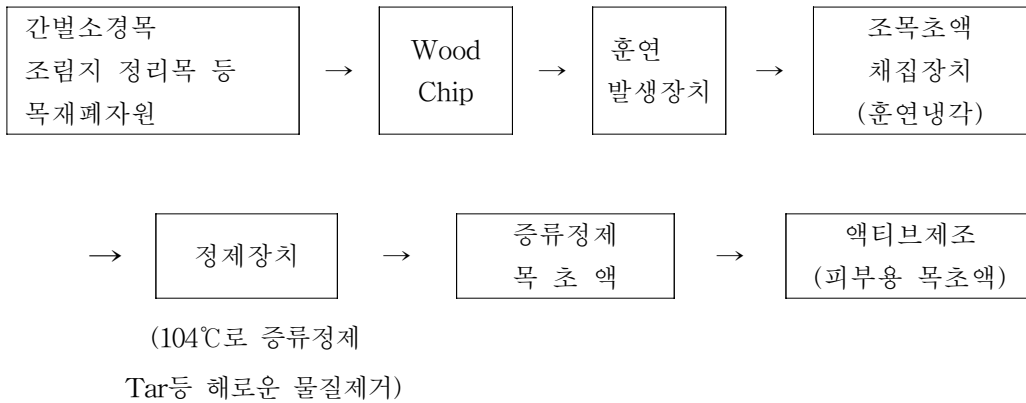 간벌소경목
조림지 정리목 등
목재폐자원
→
Wood
Chip
→
훈연
발생장치
→
조목초액
채집장치
(훈연냉각)
→
정제장치
→
증류정제
목 초 액
→
액티브제조
(피부용 목초액)
(104℃로 증류정제
Tar등 해로운 물질제거)